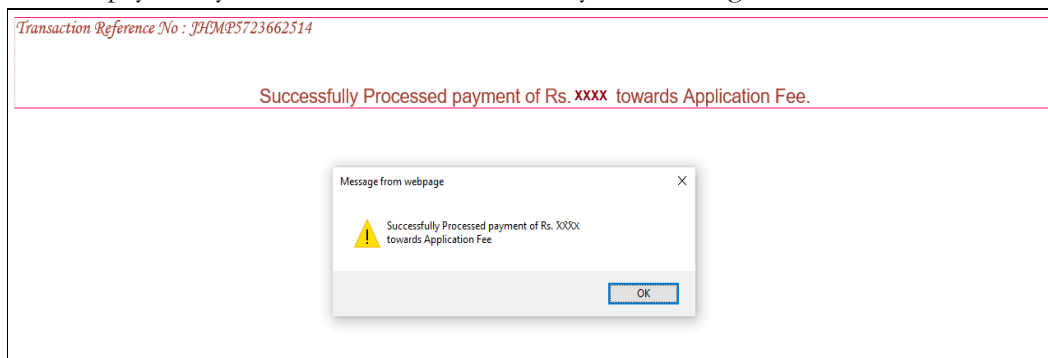 Transaction Reference No : JHMP5723662514
Successfully Processed payment of Rs. xxxx towards Application Fee.
Message from webpage
Successfully Processed payment of Rs. XXXX
towards Application Fee
OK